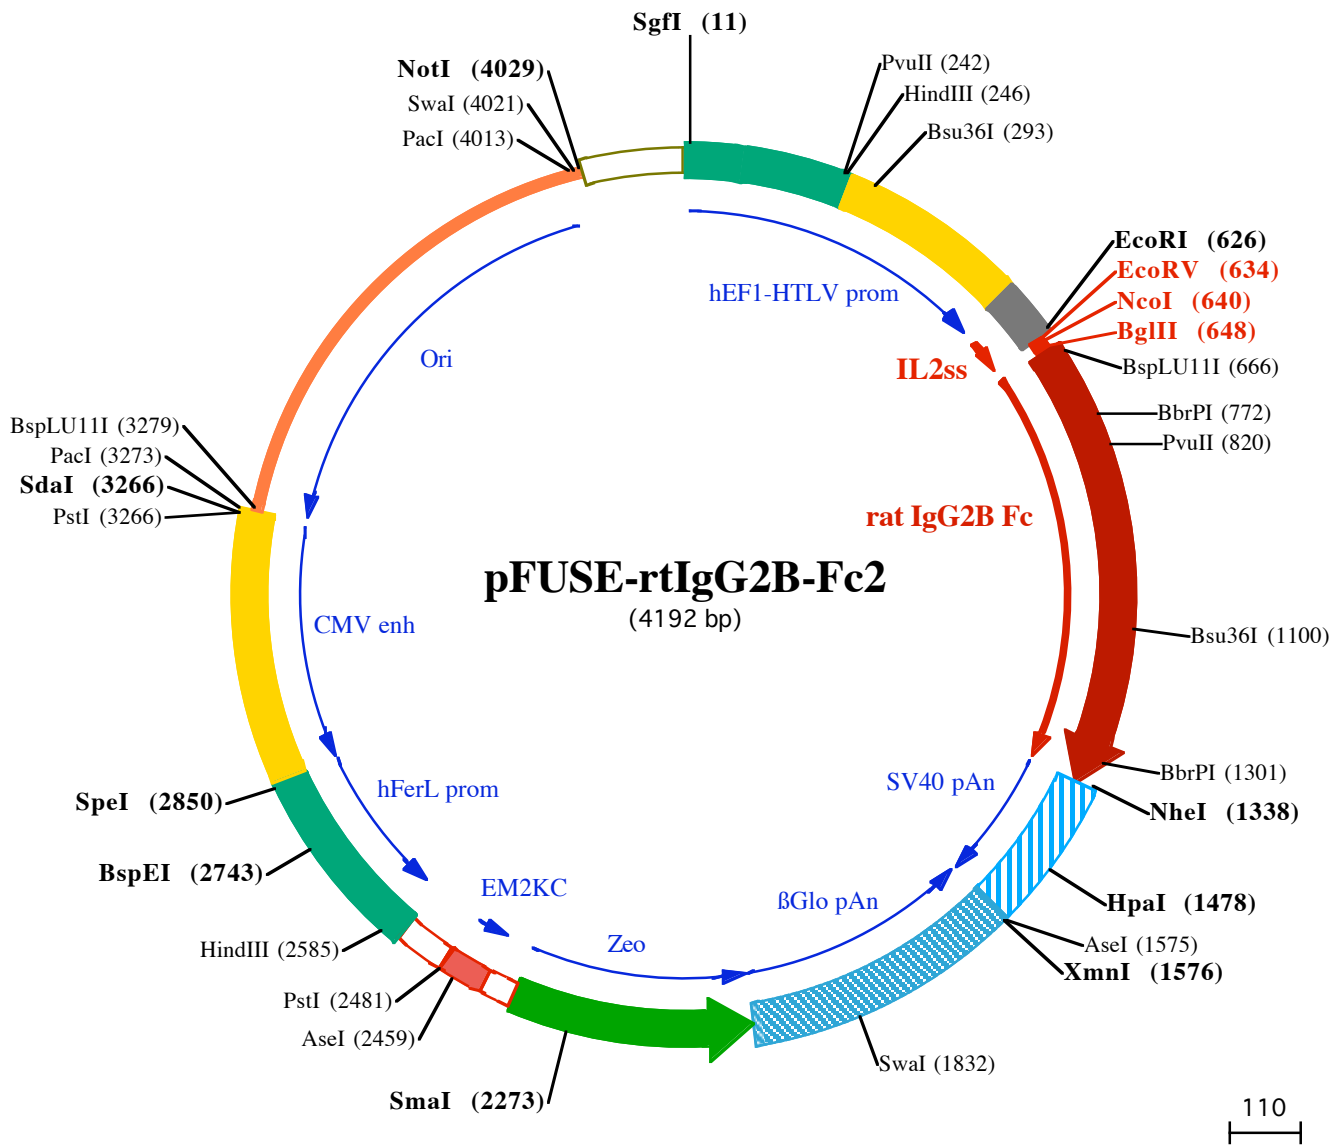 SgfI (11)
NotI (4029)
SwaI (4021)
PacI (4013)
PvuII (242)
HindIII (246)
Bsu36I (293)
EcoRI (626)
EcoRV (634)
NcoI (640)
BglII (648)
BspLU11I (666)
BbrPI (772)
PvuII (820)
hEF1-HTLV prom
IL2ss
Ori
BspLU11I (3279)
PacI (3273)
SdaI (3266)
PstI (3266)
rat IgG2B Fc
pFUSE-rtIgG2B-Fc2
(4192 bp)
CMV enh
Bsu36I (1100)
hFerL prom
SV40 pAn
BbrPI (1301)
NheI (1338)
SpeI (2850)
BspEI (2743)
EM2KC
ßGlo pAn
HpaI (1478)
Zeo
AseI (1575)
XmnI (1576)
HindIII (2585)
PstI (2481)
AseI (2459)
SwaI (1832)
SmaI (2273)
110